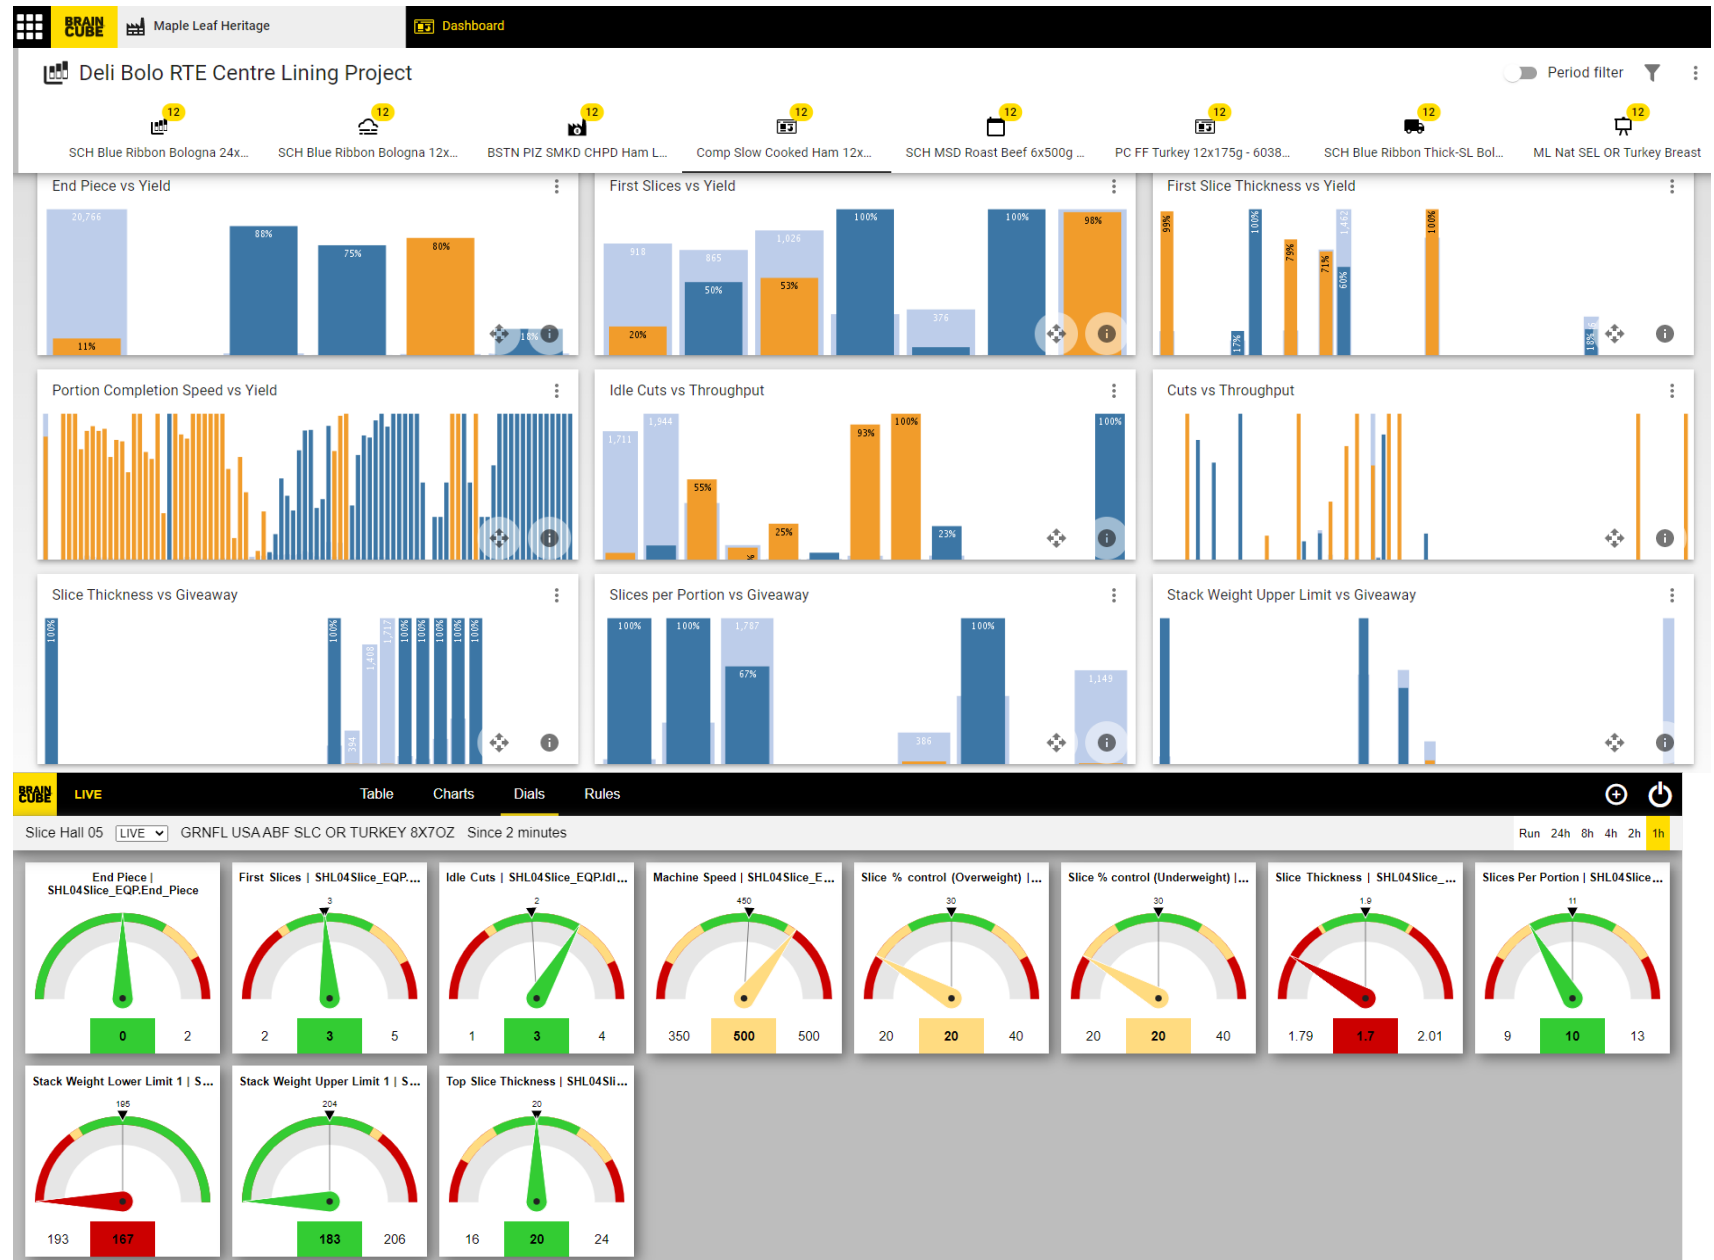 BRAIN CUBE
Maple Leaf Heritage
Dashboard
Deli Bolo RTE Centre Lining Project
Period filter
12 12 12 12 12 12 12 12
SCH Blue Ribbon Bologna 24x... SCH Blue Ribbon Bologna 12x... BSTN PIZ SMKD CHPD Ham L... Comp Slow Cooked Ham 12x... SCH MSD Roast Beef 6x500g ... PC FF Turkey 12x175g - 6038... SCH Blue Ribbon Thick-SL Bol... ML Nat SEL OR Turkey Breast
End Piece vs Yield
20,766
11%
88%
75%
80%
18%
First Slices vs Yield
918
20%
865
50%
1,026
53%
100%
376
100%
98%
First Slice Thickness vs Yield
99%
17%
100%
79%
71%
1,462
60%
100%
18%
Portion Completion Speed vs Yield
Idle Cuts vs Throughput
1,711
1,944
55%
25%
93%
100%
23%
100%
Cuts vs Throughput
Slice Thickness vs Giveaway
100%
100%
394
1,408
1,717
100%
100%
100%
100%
100%
Slices per Portion vs Giveaway
100%
100%
1,787
67%
386
100%
1,149
Stack Weight Upper Limit vs Giveaway
BRAIN CUBE
LIVE
Table Charts Dials Rules
Slice Hall 05 LIVE GRNFL USA ABF SLC OR TURKEY 8X7OZ Since 2 minutes
Run 24h 8h 4h 2h 1h
End Piece |
SHL04Slice_EQP.End_Piece
0 2
First Slices | SHL04Slice_EQP....
3
2 3 5
Idle Cuts | SHL04Slice_EQP.Idl...
2
1 3 4
Machine Speed | SHL04Slice_E...
450
350 500 500
Slice % control (Overweight) |...
30
20 20 40
Slice % control (Underweight) |...
30
20 20 40
Slice Thickness | SHL04Slice_...
1.9
1.79 1.7 2.01
Slices Per Portion | SHL04Slice...
11
9 10 13
Stack Weight Lower Limit 1 | S...
195
193 167
Stack Weight Upper Limit 1 | S...
204
183 206
Top Slice Thickness | SHL04Sli...
20
16 20 24